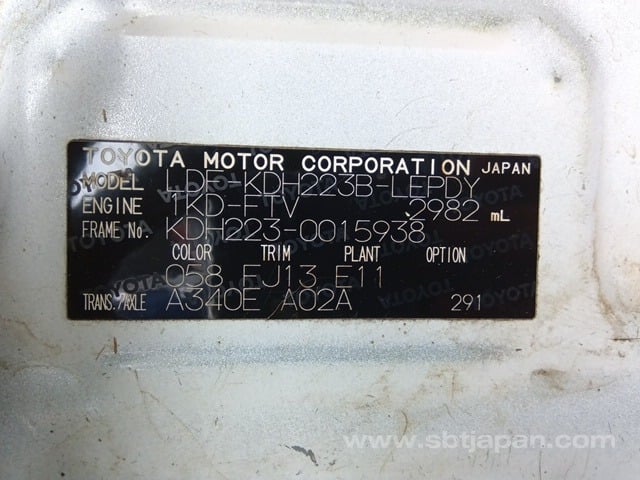 TOYOTA MOTOR CORPORATION JAPAN
MODEL LDF-KDH223B-LEPDY
ENGINE 1KD-FTV 2982 mL
FRAME No. KDH223-0015938
COLOR TRIM PLANT OPTION
058 EJ13 E11
TRANS./AXLE A340E A02A 291
© www.sbtjapan.com